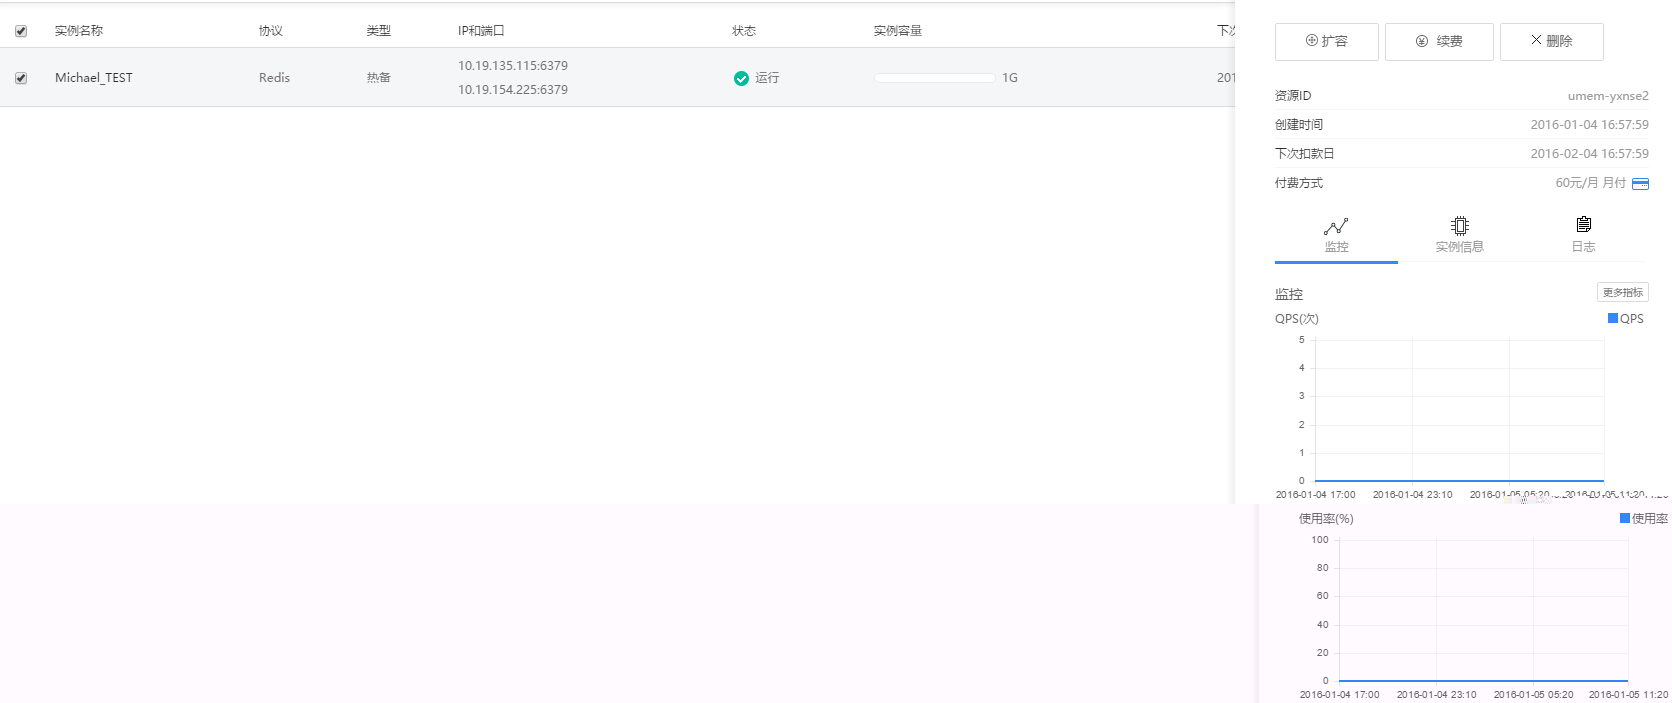 实例名称 协议 类型 IP和端口 状态 实例容量 下次
Michael_TEST Redis 热备 10.19.135.115:6379 运行 1G 201
10.19.154.225:6379
扩容 续费 删除
资源ID umem-yxnse2
创建时间 2016-01-04 16:57:59
下次扣款日 2016-02-04 16:57:59
付费方式 60元/月 月付
监控 实例信息 日志
监控 更多指标
QPS(次) QPS
5
4
3
2
1
0
2016-01-04 17:00 2016-01-04 23:10 2016-01-05 05:20 2016-01-05 11:20
使用率(%) 使用率
100
80
60
40
20
0
2016-01-04 17:00 2016-01-04 23:10 2016-01-05 05:20 2016-01-05 11:20